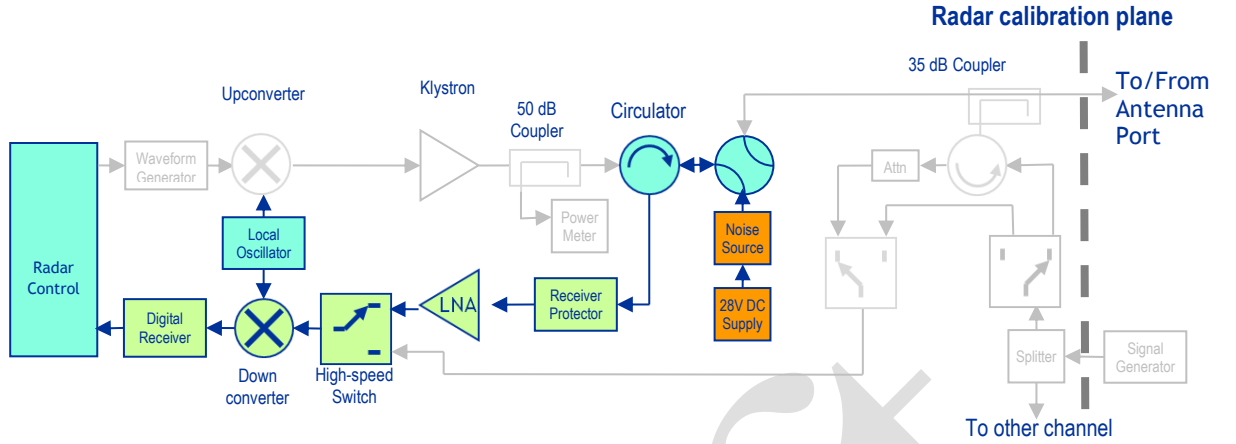 Radar calibration plane
35 dB Coupler
To/From
Antenna
Port
Klystron
Upconverter
50 dB
Coupler
Circulator
Waveform
Generator
Attn
Power
Meter
Noise
Source
Local
Oscillator
Radar
Control
LNA
Receiver
Protector
28V DC
Supply
Digital
Receiver
Splitter
Signal
Generator
Down
converter
High-speed
Switch
To other channel